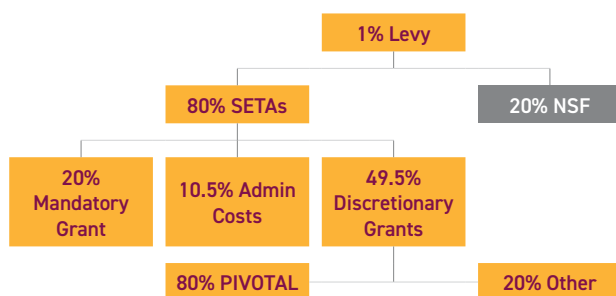 1% Levy
80% SETAs
20% NSF
20%
Mandatory
Grant
10.5% Admin
Costs
49.5%
Discretionary
Grants
80% PIVOTAL
20% Other